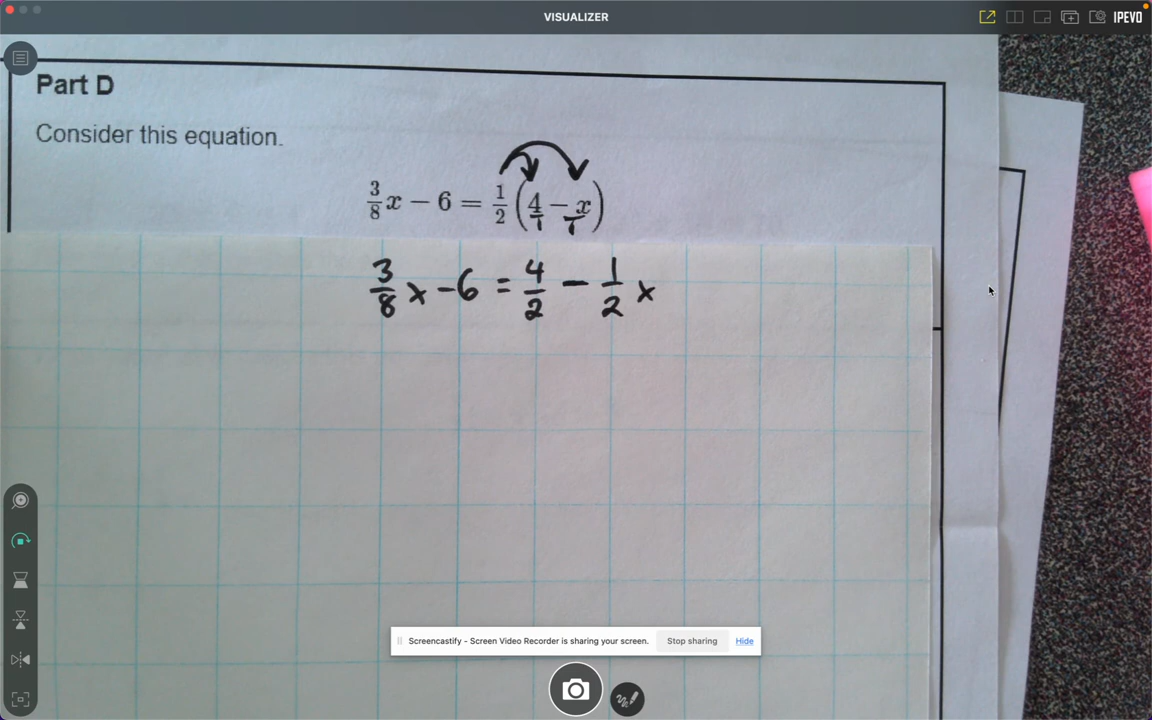 VISUALIZER
IPEVO
Part D
Consider this equation.
3/8 x − 6 = 1/2 (4/1 − x/1)
3/8 x - 6 = 4/2 - 1/2 x
Screencastify - Screen Video Recorder is sharing your screen. Stop sharing Hide